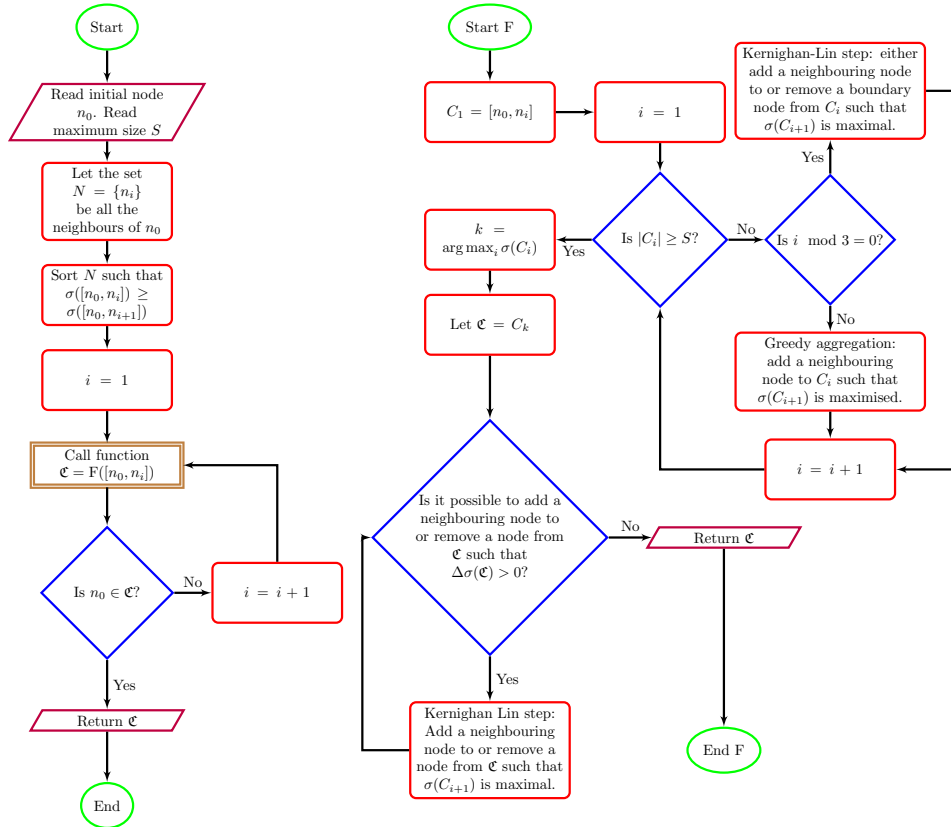 Start
Read initial node
n₀. Read
maximum size S
Let the set
N = {nᵢ}
be all the
neighbours of n₀
Sort N such that
σ([n₀, nᵢ]) ≥
σ([n₀, nᵢ₊₁])
i = 1
Call function
ℭ = F([n₀, nᵢ])
Is n₀ ∈ ℭ?
No
i = i + 1
Yes
Return ℭ
End
Start F
C₁ = [n₀, nᵢ]
i = 1
Is |Cᵢ| ≥ S?
Yes
No
k =
arg maxᵢ σ(Cᵢ)
Let ℭ = Cₖ
Is i mod 3 = 0?
Yes
Kernighan-Lin step: either
add a neighbouring node
to or remove a boundary
node from Cᵢ such that
σ(Cᵢ₊₁) is maximal.
No
Greedy aggregation:
add a neighbouring
node to Cᵢ such that
σ(Cᵢ₊₁) is maximised.
i = i + 1
Is it possible to add a
neighbouring node to
or remove a node from
ℭ such that
Δσ(ℭ) > 0?
No
Return ℭ
End F
Yes
Kernighan Lin step:
Add a neighbouring
node to or remove a
node from ℭ such that
σ(Cᵢ₊₁) is maximal.